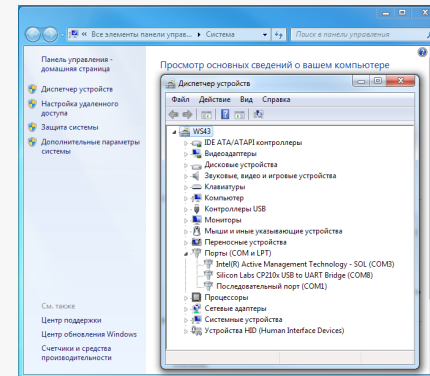 « Все элементы панели управ... ▸ Система
Поиск в панели управления
Панель управления -
домашняя страница
Диспетчер устройств
Настройка удаленного
доступа
Защита системы
Дополнительные параметры
системы
См. также
Центр поддержки
Центр обновления Windows
Счетчики и средства
производительности
Просмотр основных сведений о вашем компьютере
Диспетчер устройств
Файл Действие Вид Справка
WS43
IDE ATA/ATAPI контроллеры
Видеоадаптеры
Дисковые устройства
Звуковые, видео и игровые устройства
Клавиатуры
Компьютер
Контроллеры USB
Мониторы
Мыши и иные указывающие устройства
Переносные устройства
Порты (COM и LPT)
Intel(R) Active Management Technology - SOL (COM3)
Silicon Labs CP210x USB to UART Bridge (COM8)
Последовательный порт (COM1)
Процессоры
Сетевые адаптеры
Системные устройства
Устройства HID (Human Interface Devices)